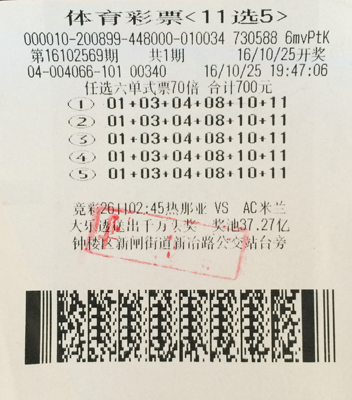 体育彩票<11选5>
000010-200899-448000-010034 730588 6mvPtK
第16102569期 共1期 16/10/25开奖
04-004066-101 00340 16/10/25 19:47:06
任选六单式票70倍 合计700元
① 01+03+04+08+10+11
② 01+03+04+08+10+11
③ 01+03+04+08+10+11
④ 01+03+04+08+10+11
⑤ 01+03+04+08+10+11
竞彩26日02:45热那亚 VS AC米兰
大乐透送出千万头奖 奖池37.27亿
钟楼区新闸街道新冶路公交站台旁